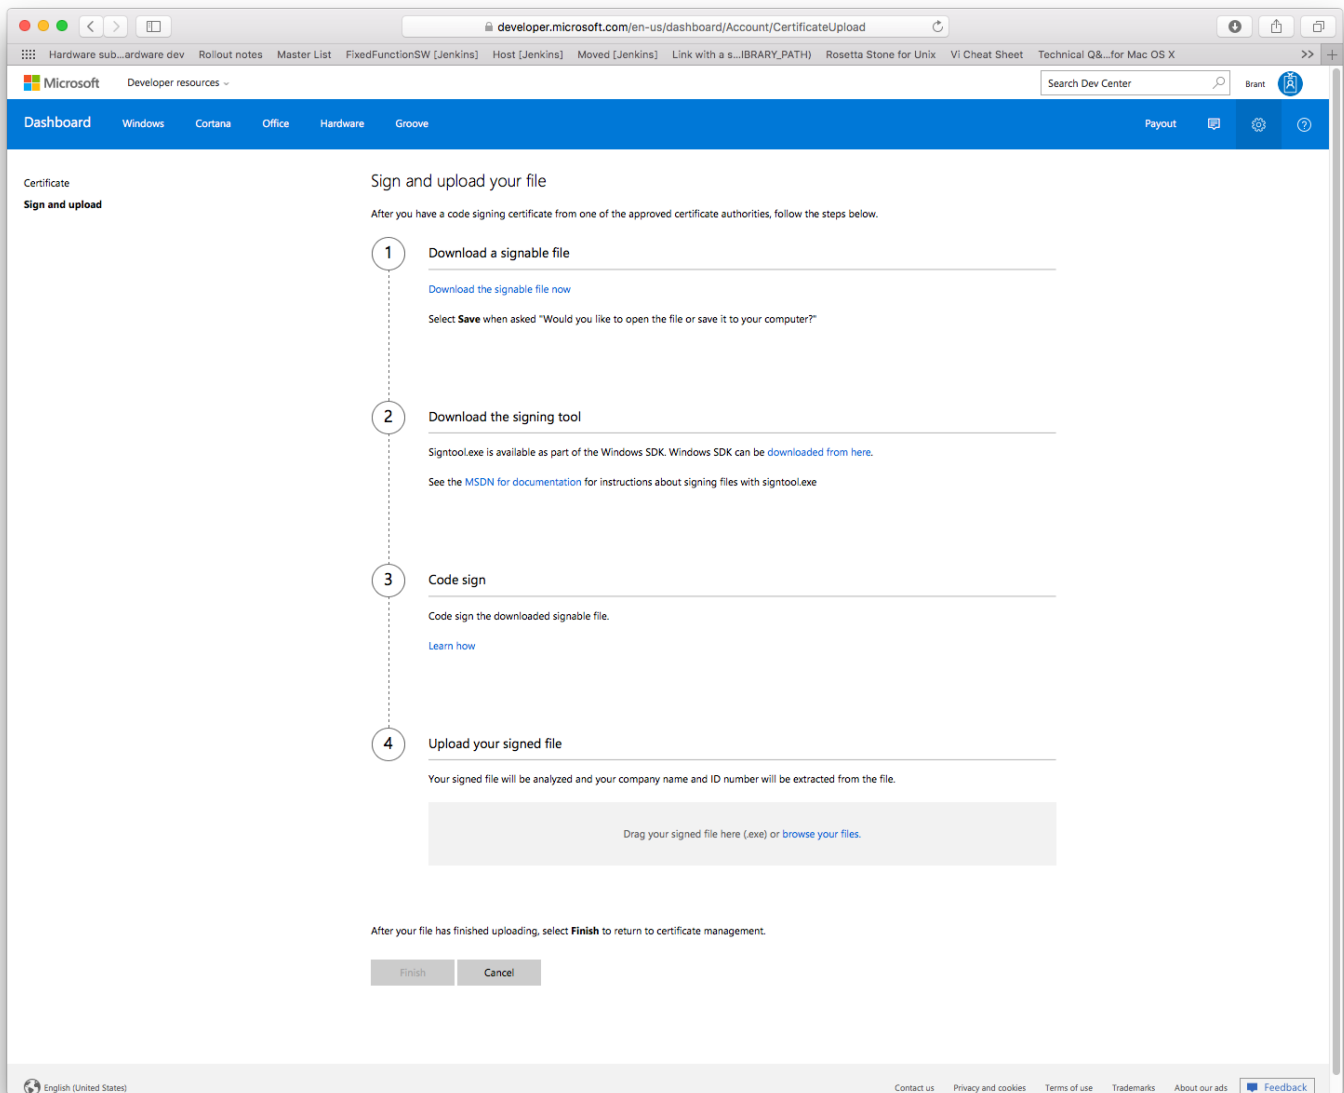 developer.microsoft.com/en-us/dashboard/Account/CertificateUpload
Hardware sub...ardware dev Rollout notes Master List FixedFunctionSW [Jenkins] Host [Jenkins] Moved [Jenkins] Link with a s...IBRARY_PATH) Rosetta Stone for Unix Vi Cheat Sheet Technical Q&...for Mac OS X >> +
Microsoft Developer resources Search Dev Center Brant
Dashboard Windows Cortana Office Hardware Groove Payout
Certificate
Sign and upload
Sign and upload your file
After you have a code signing certificate from one of the approved certificate authorities, follow the steps below.
1 Download a signable file
Download the signable file now
Select Save when asked "Would you like to open the file or save it to your computer?"
2 Download the signing tool
Signtool.exe is available as part of the Windows SDK. Windows SDK can be downloaded from here.
See the MSDN for documentation for instructions about signing files with signtool.exe
3 Code sign
Code sign the downloaded signable file.
Learn how
4 Upload your signed file
Your signed file will be analyzed and your company name and ID number will be extracted from the file.
Drag your signed file here (.exe) or browse your files.
After your file has finished uploading, select Finish to return to certificate management.
Finish Cancel
English (United States) Contact us Privacy and cookies Terms of use Trademarks About our ads Feedback